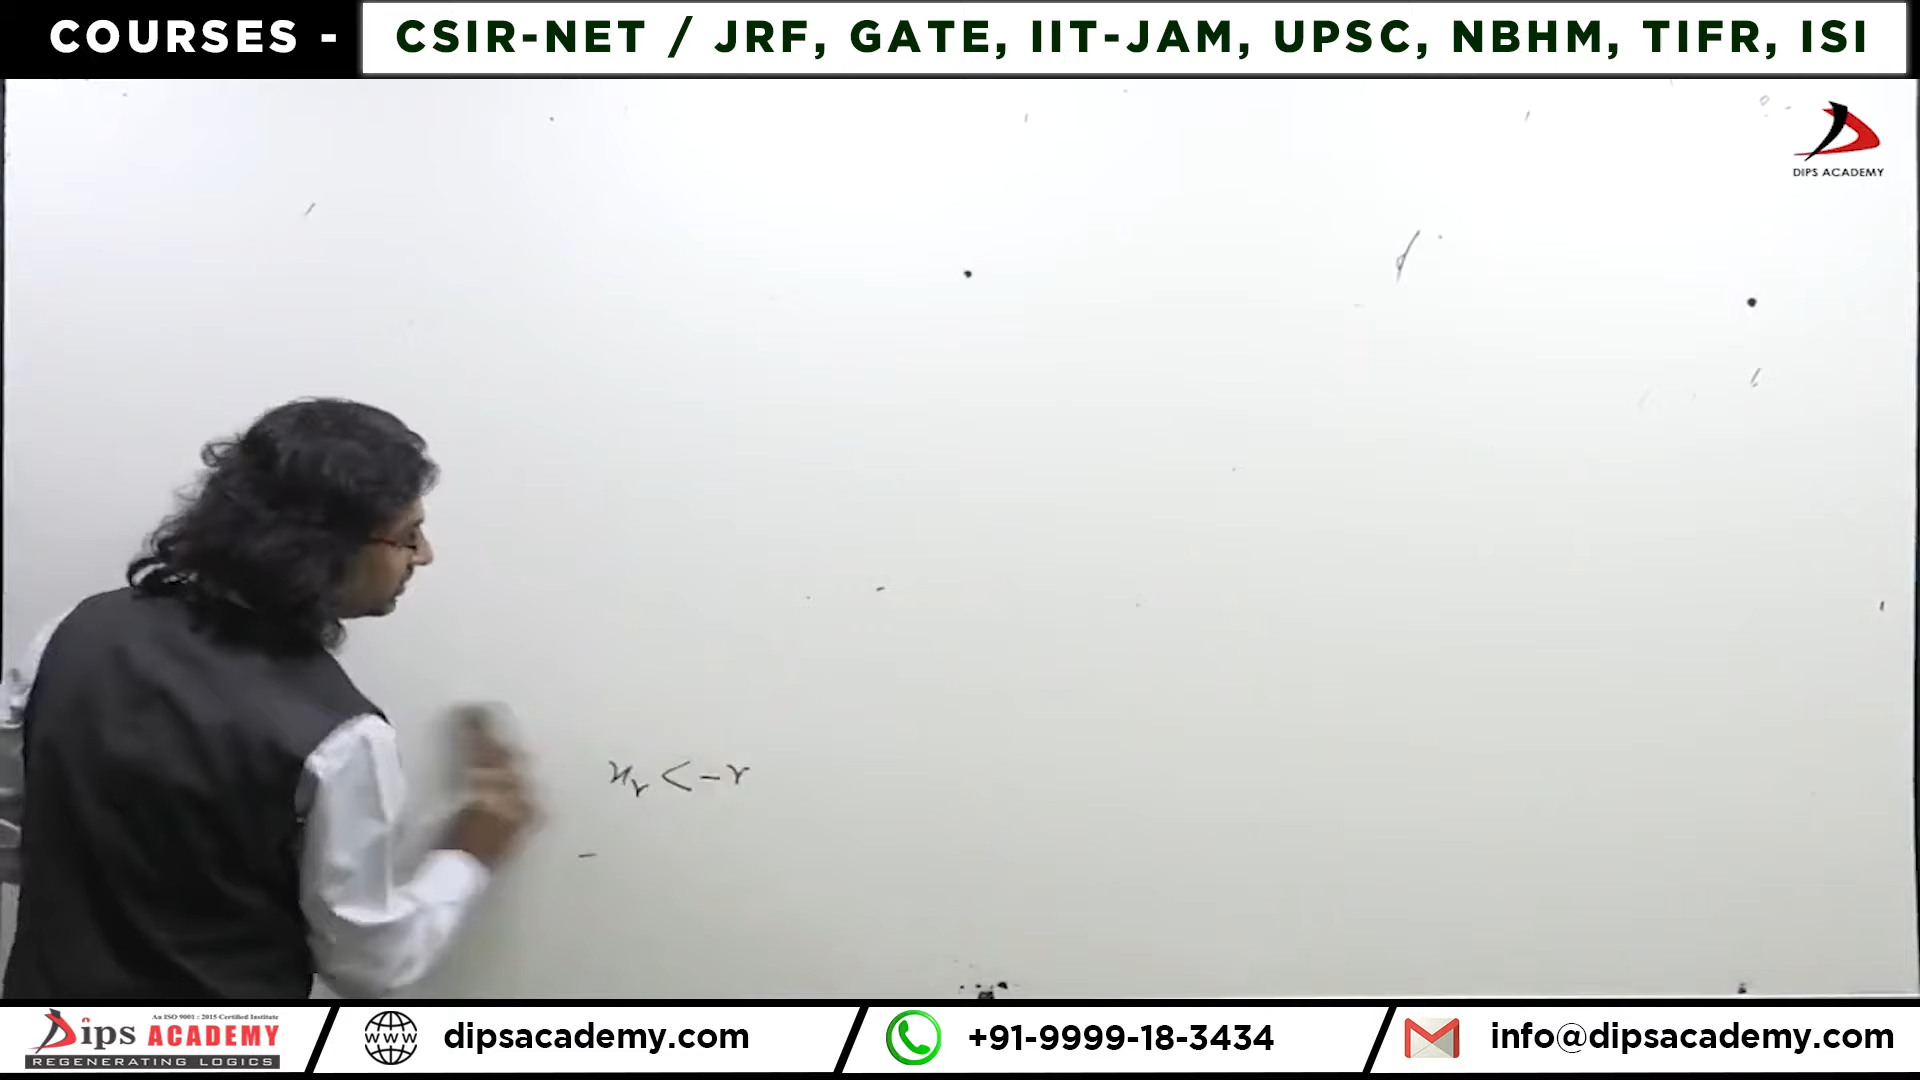 COURSES - CSIR-NET / JRF, GATE, IIT-JAM, UPSC, NBHM, TIFR, ISI
DIPS ACADEMY
x_r < -r
An ISO 9001 : 2015 Certified Institute
Dips ACADEMY
REGENERATING LOGICS
www
dipsacademy.com
+91-9999-18-3434
info@dipsacademy.com